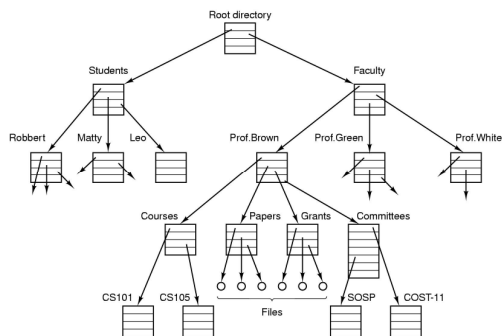 Root directory
Students
Faculty
Robbert
Matty
Leo
Prof.Brown
Prof.Green
Prof.White
Courses
Papers
Grants
Committees
CS101
CS105
SOSP
COST-11
Files